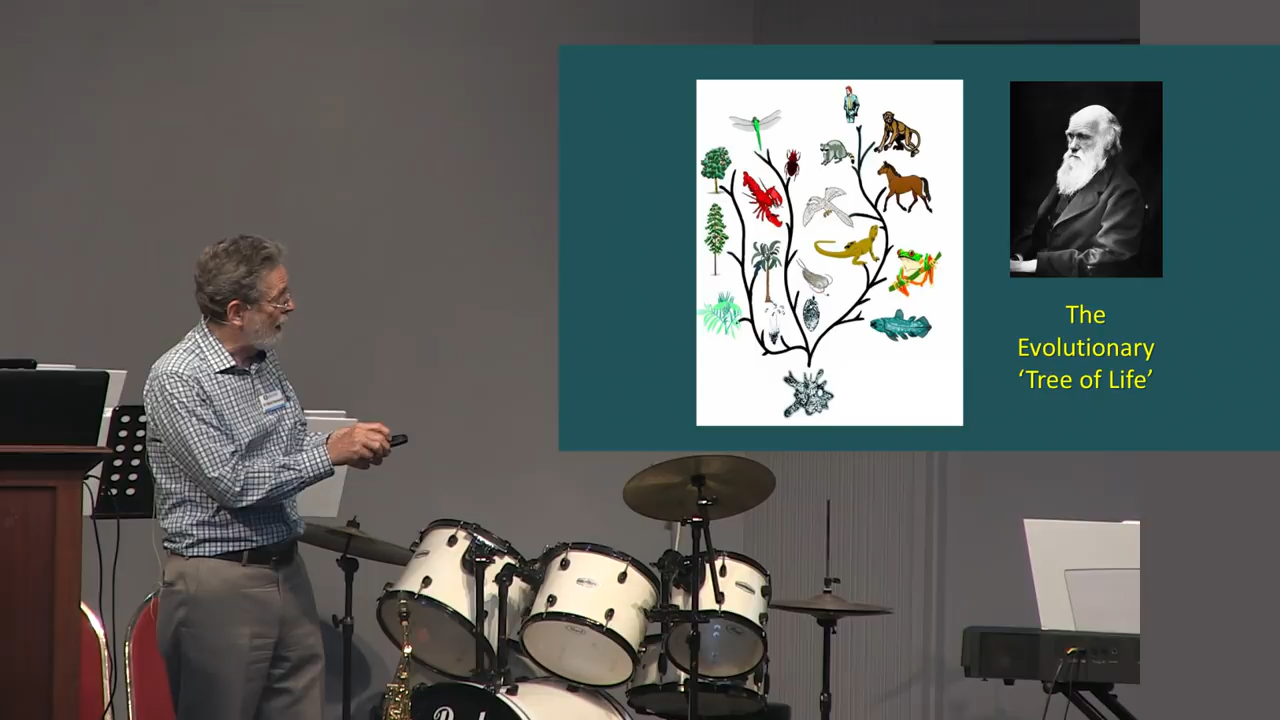 The
Evolutionary
‘Tree of Life’